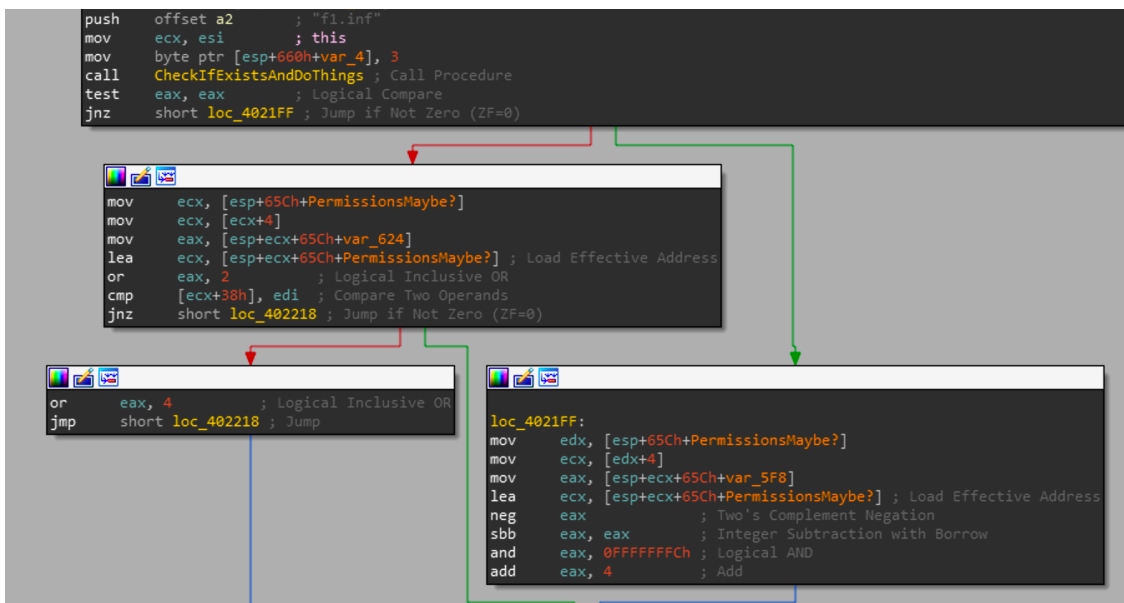 push offset a2 ; "f1.inf"
mov ecx, esi ; this
mov byte ptr [esp+660h+var_4], 3
call CheckIfExistsAndDoThings ; Call Procedure
test eax, eax ; Logical Compare
jnz short loc_4021FF ; Jump if Not Zero (ZF=0)
mov ecx, [esp+65Ch+PermissionsMaybe?]
mov ecx, [ecx+4]
mov eax, [esp+ecx+65Ch+var_624]
lea ecx, [esp+ecx+65Ch+PermissionsMaybe?] ; Load Effective Address
or eax, 2 ; Logical Inclusive OR
cmp [ecx+38h], edi ; Compare Two Operands
jnz short loc_402218 ; Jump if Not Zero (ZF=0)
or eax, 4 ; Logical Inclusive OR
jmp short loc_402218 ; Jump
loc_4021FF:
mov edx, [esp+65Ch+PermissionsMaybe?]
mov ecx, [edx+4]
mov eax, [esp+ecx+65Ch+var_5F8]
lea ecx, [esp+ecx+65Ch+PermissionsMaybe?] ; Load Effective Address
neg eax ; Two's Complement Negation
sbb eax, eax ; Integer Subtraction with Borrow
and eax, 0FFFFFFFCh ; Logical AND
add eax, 4 ; Add